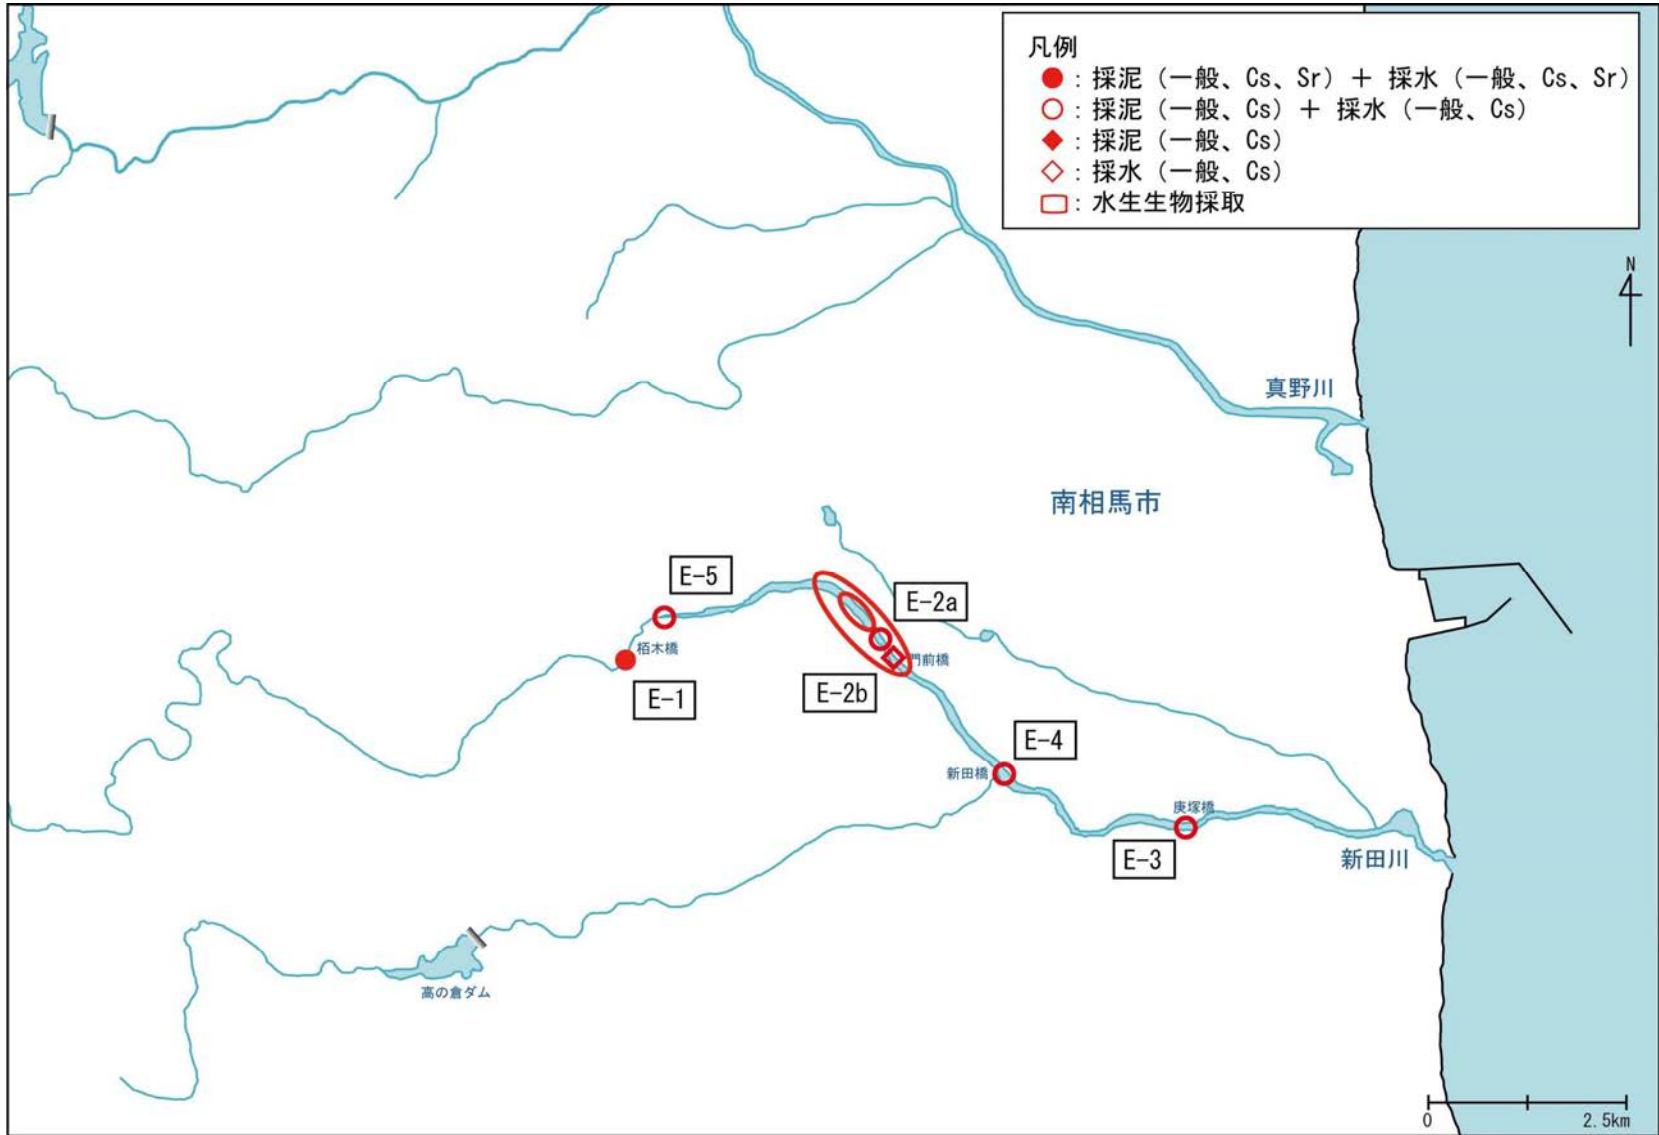 凡例
: 採泥（一般、Cs、Sr）＋ 採水（一般、Cs、Sr）
: 採泥（一般、Cs）＋ 採水（一般、Cs）
: 採泥（一般、Cs）
: 採水（一般、Cs）
: 水生生物採取
N
真野川
南相馬市
E-5
E-2a
栢木橋
門前橋
E-1
E-2b
E-4
新田橋
庚塚橋
E-3
新田川
高の倉ダム
0
2.5km